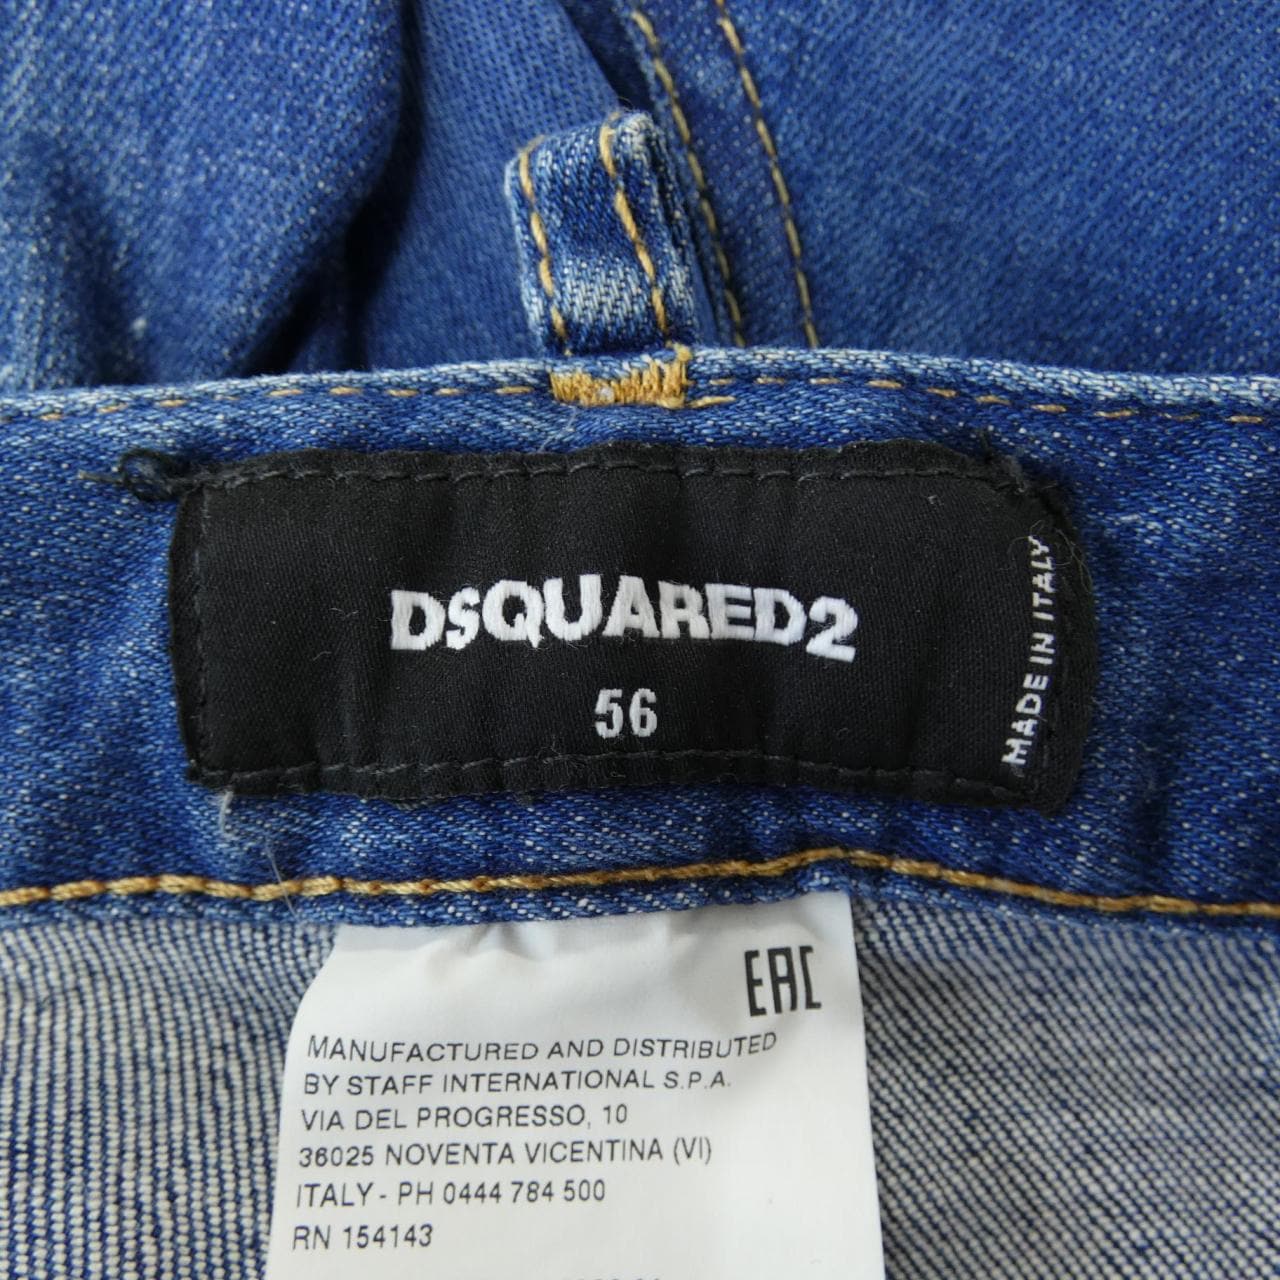 DSQUARED2
56
MADE IN ITALY
EAC
MANUFACTURED AND DISTRIBUTED
BY STAFF INTERNATIONAL S.P.A.
VIA DEL PROGRESSO, 10
36025 NOVENTA VICENTINA (VI)
ITALY - PH 0444 784 500
RN 154143